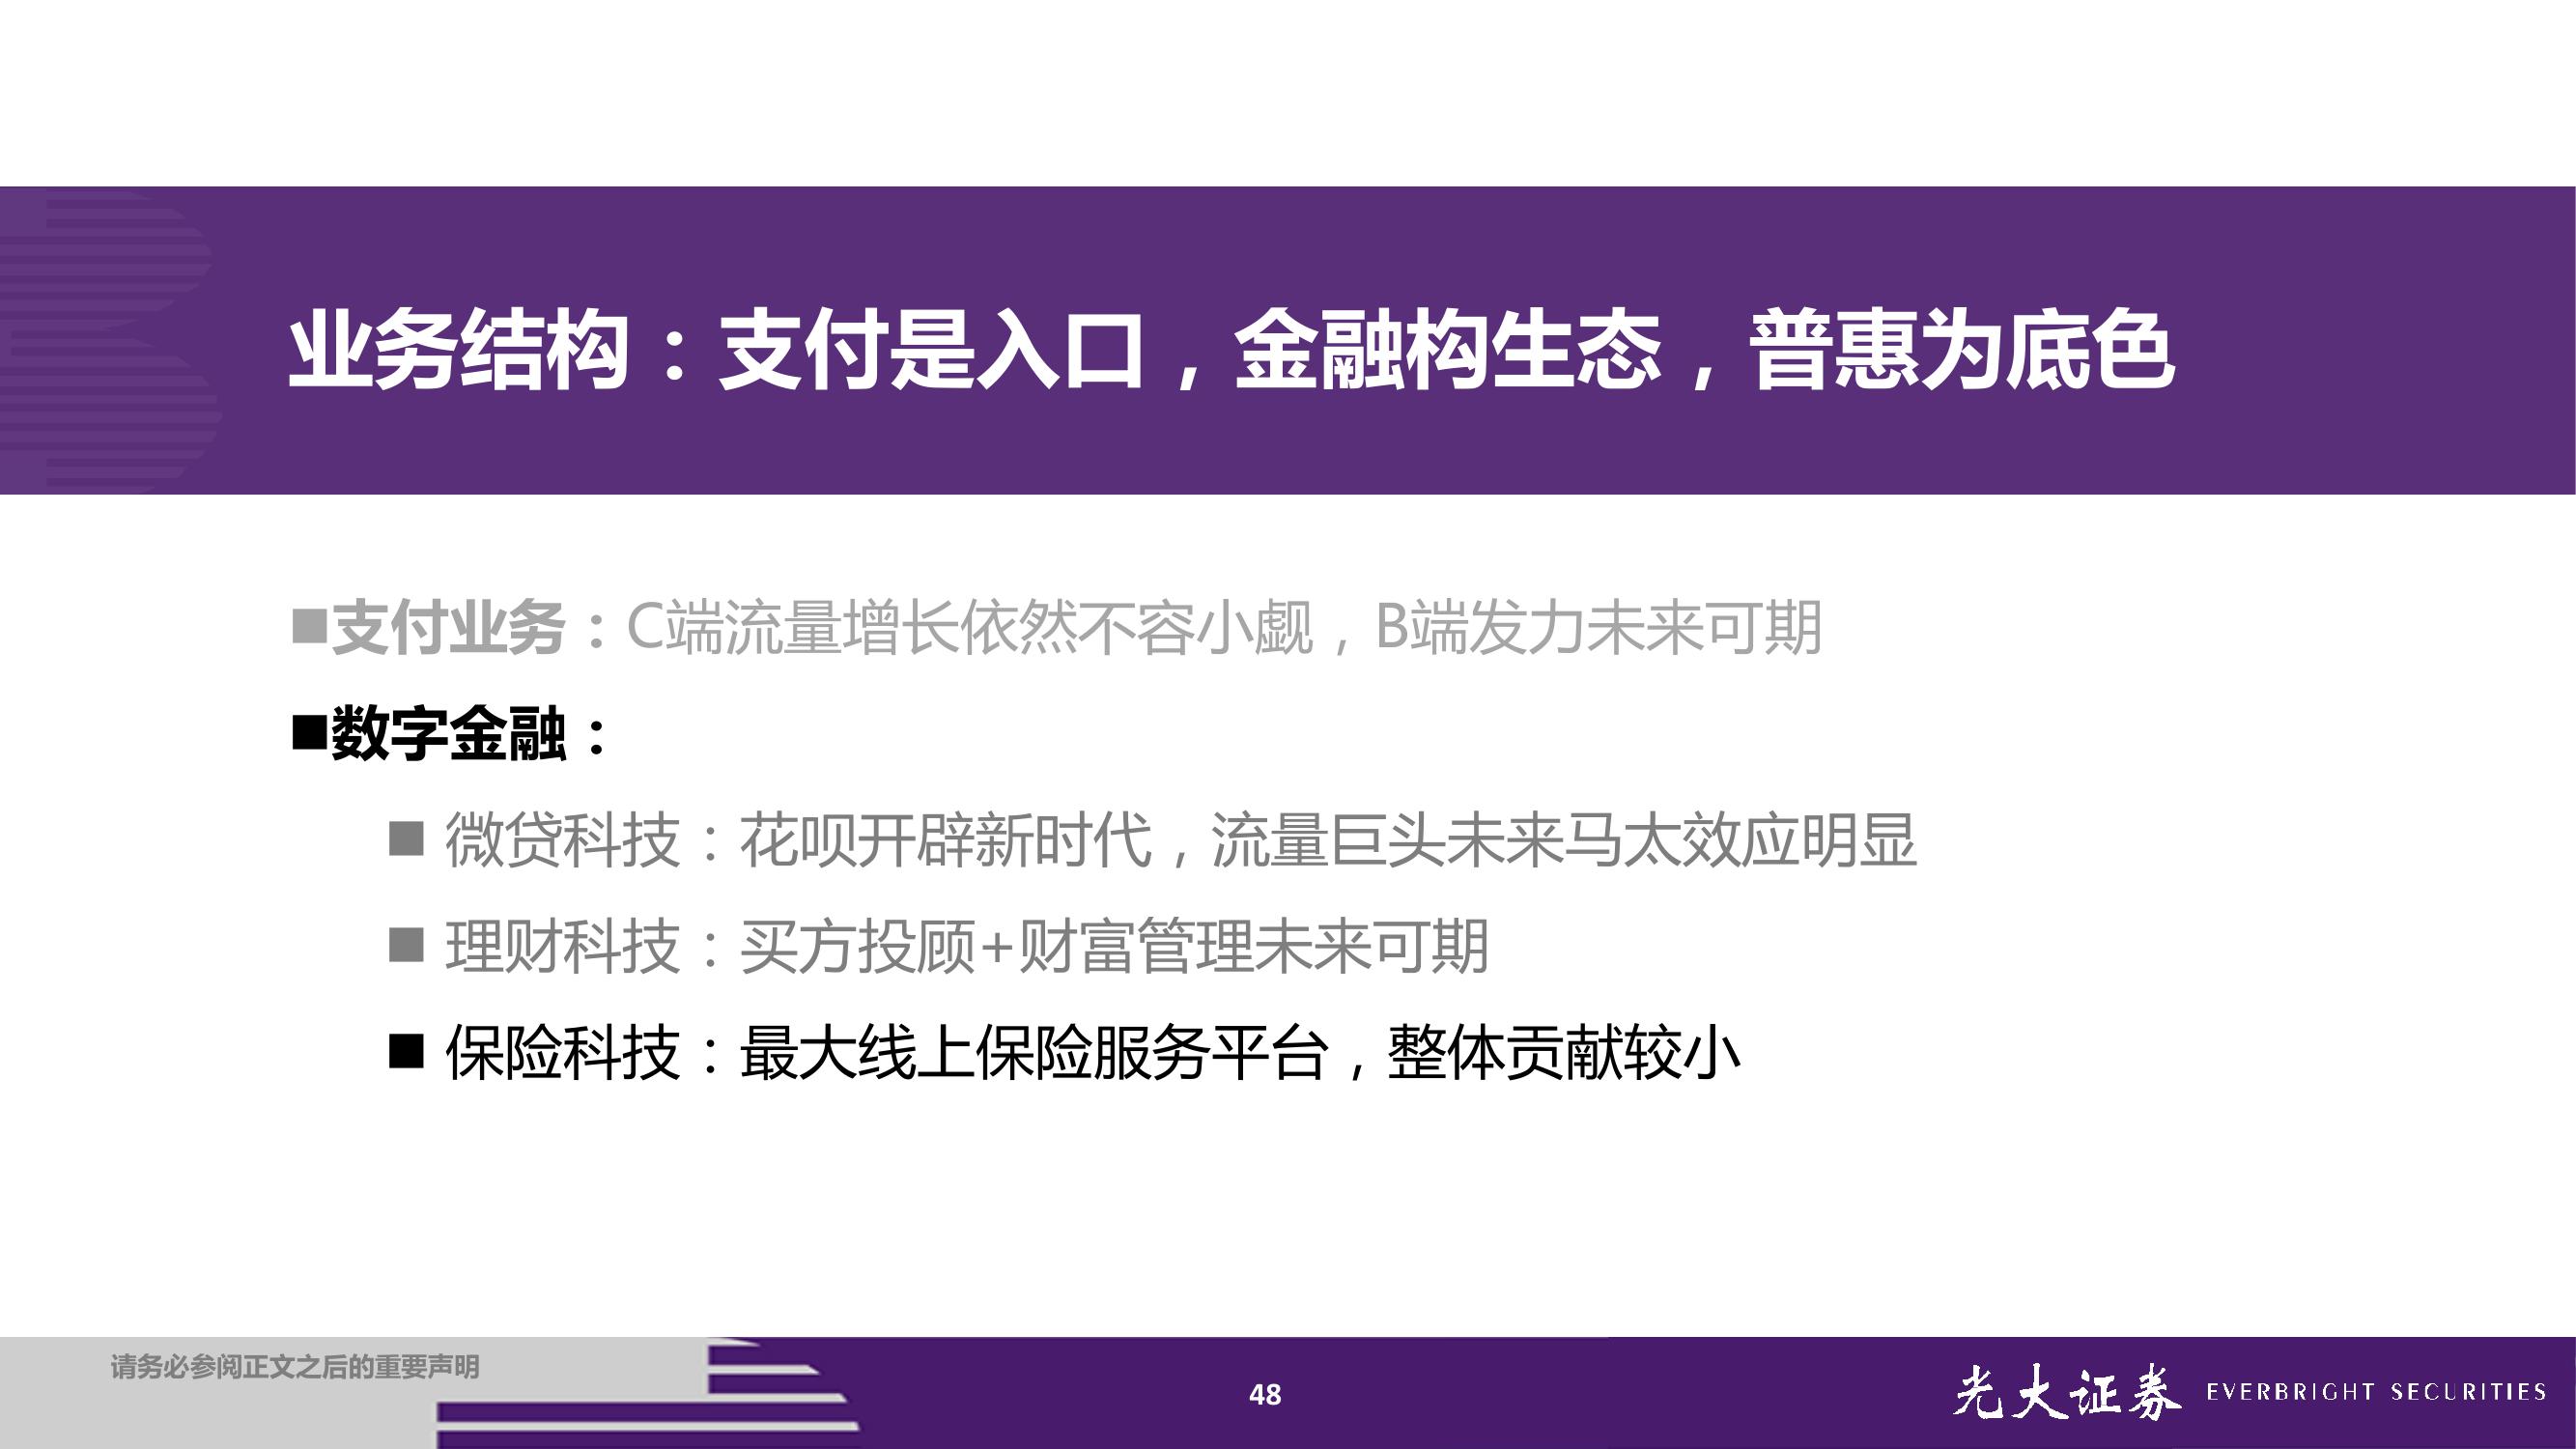 业务结构：支付是入口，金融构生态，普惠为底色
■支付业务：C端流量增长依然不容小觑，B端发力未来可期
■数字金融：
■ 微贷科技：花呗开辟新时代，流量巨头未来马太效应明显
■ 理财科技：买方投顾+财富管理未来可期
■ 保险科技：最大线上保险服务平台，整体贡献较小
请务必参阅正文之后的重要声明
48
光大证券 EVERBRIGHT SECURITIES